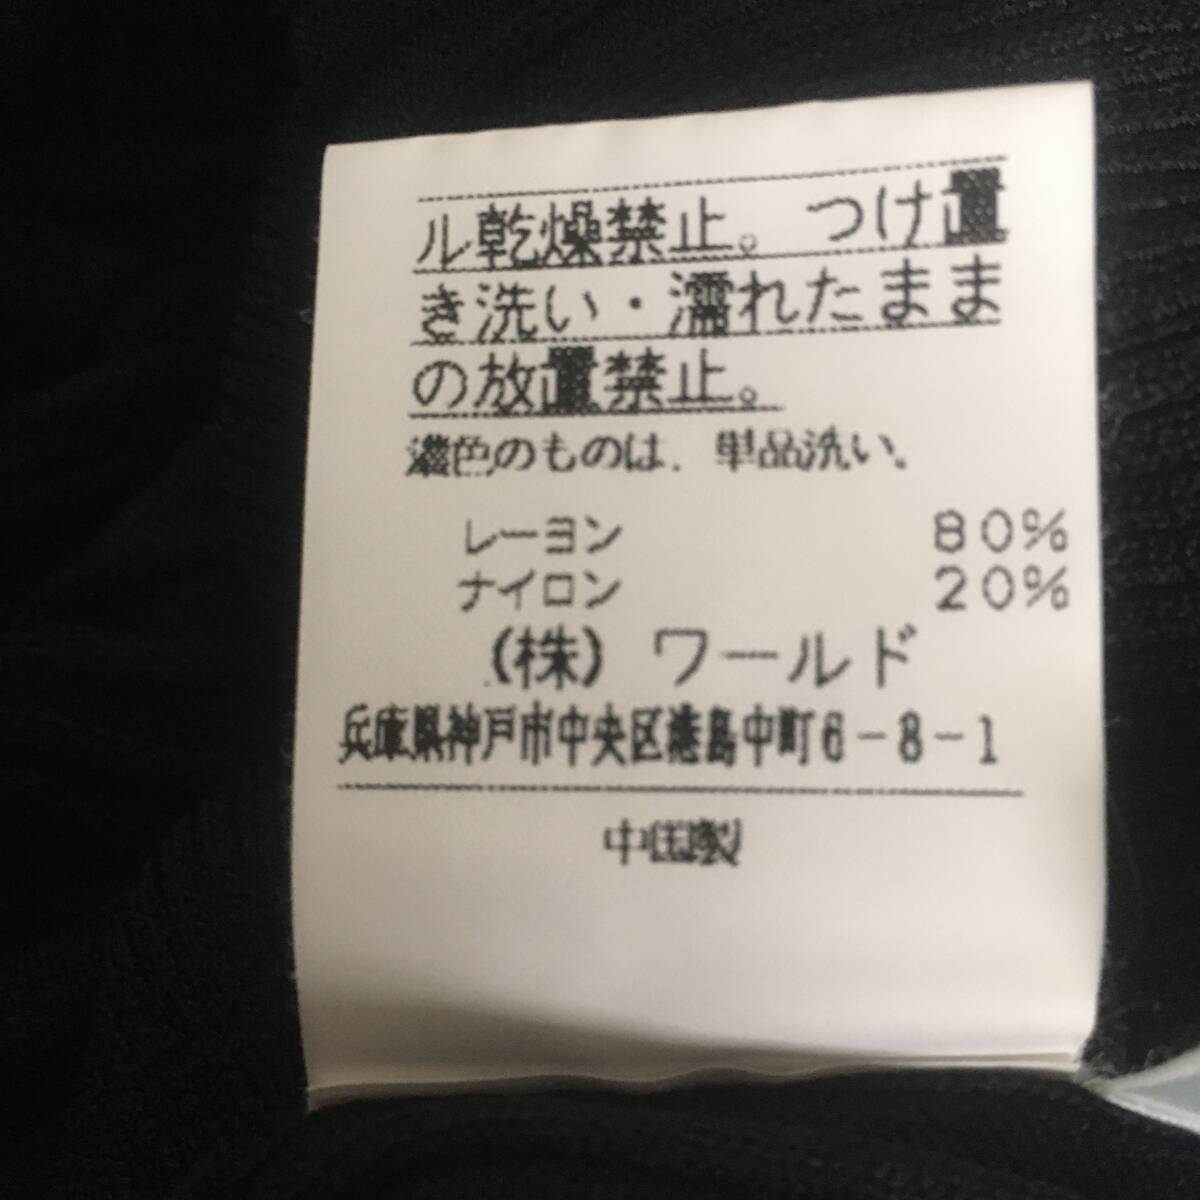 ル乾燥禁止。つけ置
き洗い・濡れたまま
の放置禁止。
濃色のものは、単品洗い。
レーヨン 80%
ナイロン 20%
(株) ワールド
兵庫県神戸市中央区港島中町6-8-1
中国製